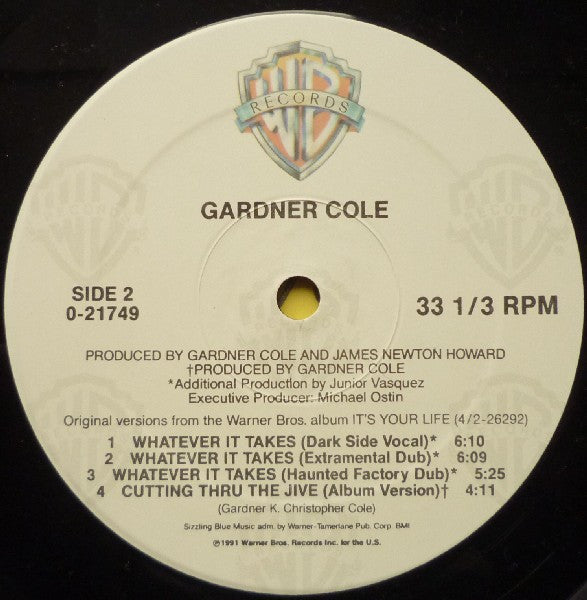 WB
RECORDS
GARDNER COLE
SIDE 2
0-21749
33 1/3 RPM
PRODUCED BY GARDNER COLE AND JAMES NEWTON HOWARD
†PRODUCED BY GARDNER COLE
*Additional Production by Junior Vasquez
Executive Producer: Michael Ostin
Original versions from the Warner Bros. album IT'S YOUR LIFE (4/2-26292)
1 WHATEVER IT TAKES (Dark Side Vocal)* 6:10
2 WHATEVER IT TAKES (Extramental Dub)* 6:09
3 WHATEVER IT TAKES (Haunted Factory Dub)* 5:25
4 CUTTING THRU THE JIVE (Album Version)† 4:11
(Gardner K. Christopher Cole)
Sizzling Blue Music adm. by Warner-Tamerlane Pub. Corp. BMI
℗1991 Warner Bros. Records Inc. for the U.S.